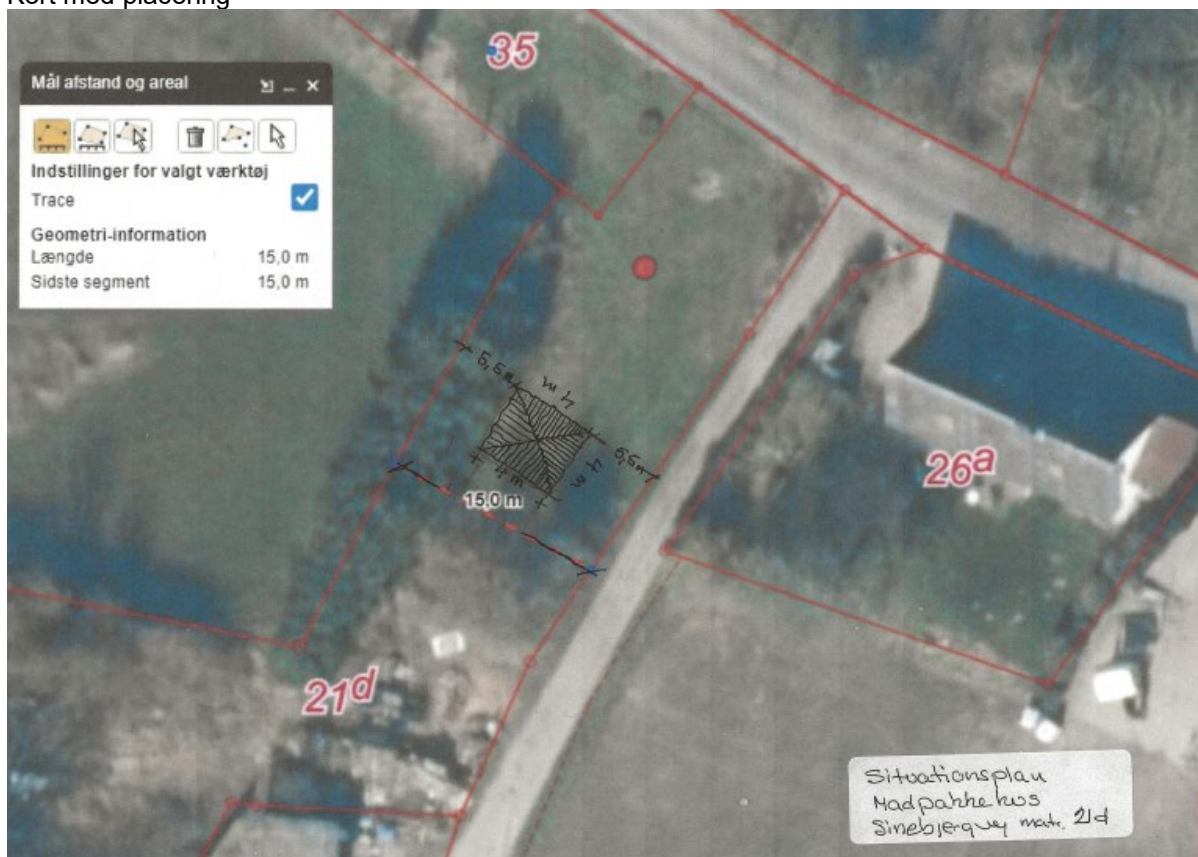 Kort med placering
35
Mål afstand og areal
Indstillinger for valgt værktøj
Trace
Geometri-information
Længde 15,0 m
Sidste segment 15,0 m
5,5 m
4 m
5,5 m
4 m
4 m
15,0 m
26a
21d
Situationsplan
Madpakkehus
Sinebjergvej matr. 21d